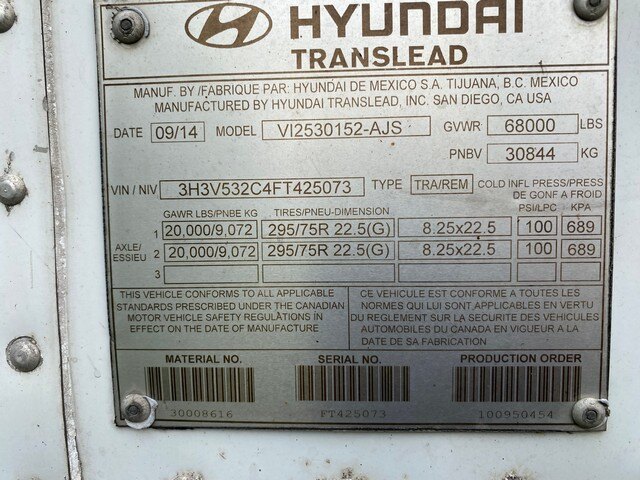 HYUNDAI
TRANSLEAD
MANUF. BY /FABRIQUE PAR: HYUNDAI DE MEXICO S.A. TIJUANA, B.C. MEXICO
MANUFACTURED BY HYUNDAI TRANSLEAD, INC. SAN DIEGO, CA USA
DATE 09/14 MODEL VI2530152-AJS GVWR 68000 LBS
PNBV 30844 KG
VIN / NIV 3H3V532C4FT425073 TYPE TRA/REM COLD INFL PRESS/PRESS DE GONF A FROID
GAWR LBS/PNBE KG TIRES/PNEU-DIMENSION PSI/LPC KPA
1 20,000/9,072 295/75R 22.5(G) 8.25x22.5 100 689
AXLE/ESSIEU 2 20,000/9,072 295/75R 22.5(G) 8.25x22.5 100 689
3
THIS VEHICLE CONFORMS TO ALL APPLICABLE
STANDARDS PRESCRIBED UNDER THE CANADIAN
MOTOR VEHICLE SAFETY REGULATIONS IN
EFFECT ON THE DATE OF MANUFACTURE
CE VEHICULE EST CONFORME A TOUTES LES
NORMES QUI LUI SONT APPLICABLES EN VERTU
DU REGLEMENT SUR LA SECURITE DES VEHICULES
AUTOMOBILES DU CANADA EN VIGUEUR A LA
DATE DE SA FABRICATION
MATERIAL NO. SERIAL NO. PRODUCTION ORDER
30008616 FT425073 100950454